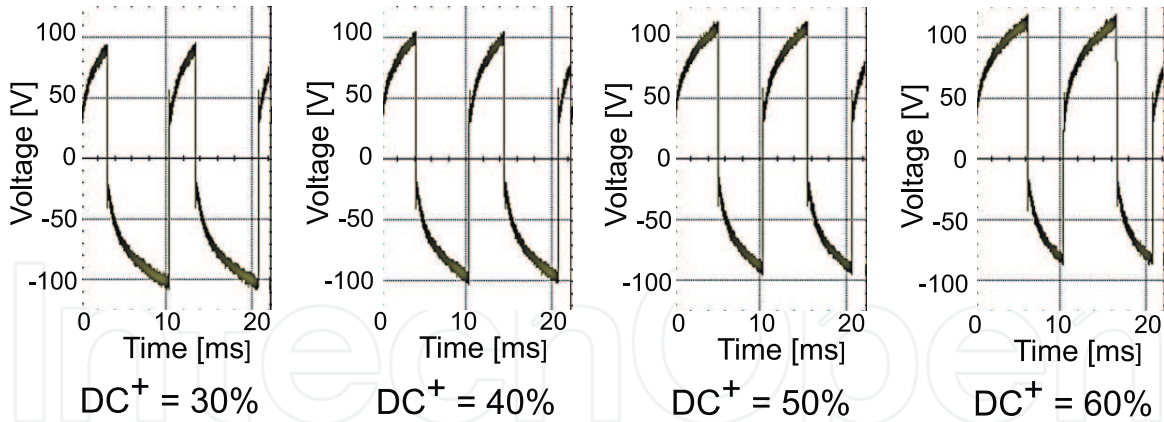 Voltage [V]
100
50
0
-50
-100
0
10
20
Time [ms]
DC+ = 30%
Voltage [V]
100
50
0
-50
-100
0
10
20
Time [ms]
DC+ = 40%
Voltage [V]
100
50
0
-50
-100
0
10
20
Time [ms]
DC+ = 50%
Voltage [V]
100
50
0
-50
-100
0
10
20
Time [ms]
DC+ = 60%
IntechOpen